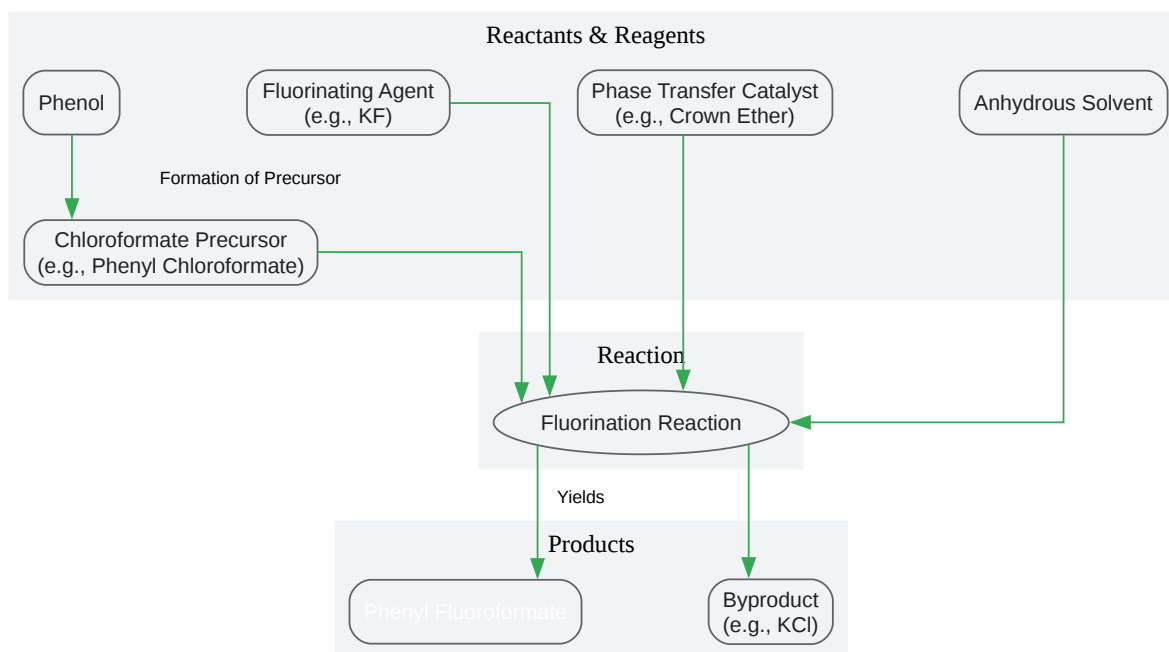 Reactants & Reagents
Phenol
Fluorinating Agent
(e.g., KF)
Phase Transfer Catalyst
(e.g., Crown Ether)
Anhydrous Solvent
Formation of Precursor
Chloroformate Precursor
(e.g., Phenyl Chloroformate)
Reaction
Fluorination Reaction
Yields
Products
Phenyl Fluoroformate
Byproduct
(e.g., KCl)